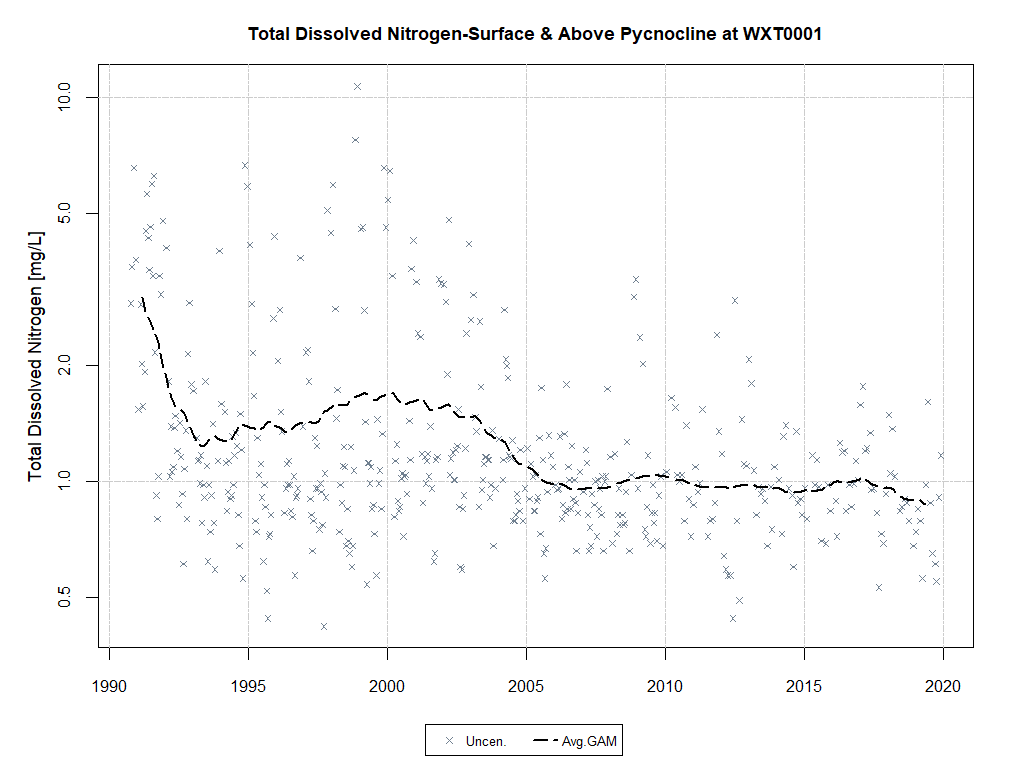 Total Dissolved Nitrogen-Surface & Above Pycnocline at WXT0001
Total Dissolved Nitrogen [mg/L]
10.0
5.0
2.0
1.0
0.5
1990 1995 2000 2005 2010 2015 2020
Uncen. Avg.GAM